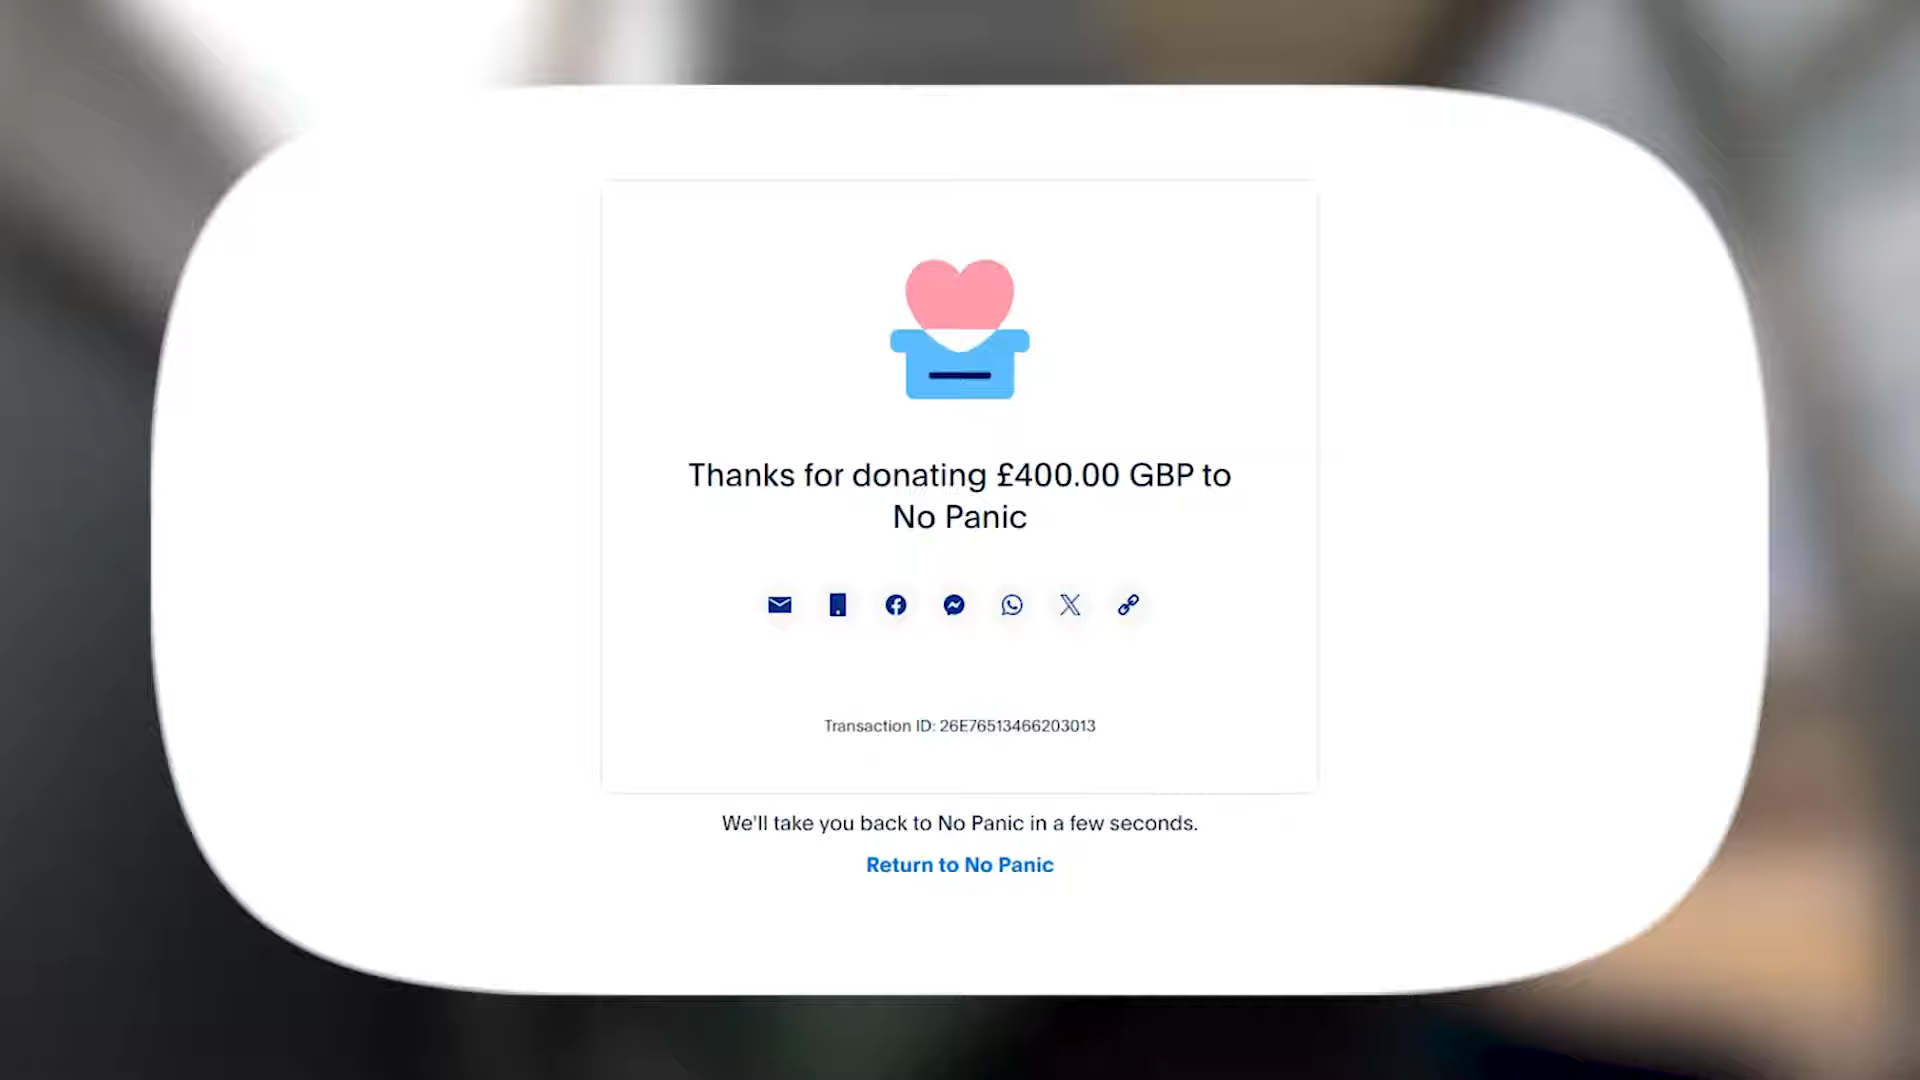 Thanks for donating £400.00 GBP to
No Panic
Transaction ID: 26E76513466203013
We'll take you back to No Panic in a few seconds.
Return to No Panic